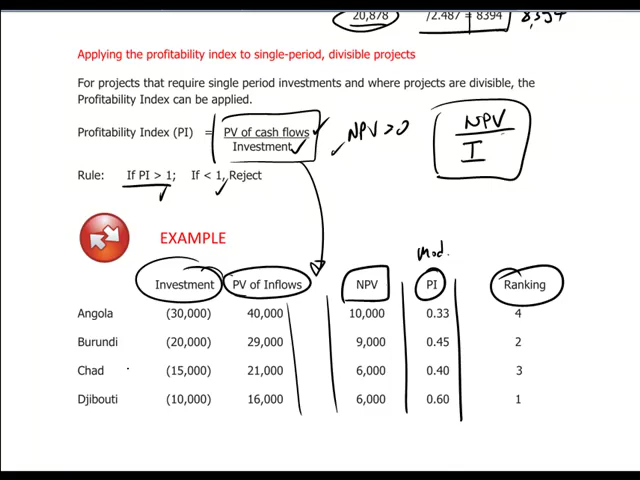 20,878 /2.487 = 8394 8394
Applying the profitability index to single-period, divisible projects
For projects that require single period investments and where projects are divisible, the
Profitability Index can be applied.
Profitability Index (PI) = PV of cash flows
Investment
NPV > 0
NPV
I
Rule: If PI > 1; If < 1, Reject
EXAMPLE
mod.
Investment PV of Inflows NPV PI Ranking
Angola (30,000) 40,000 10,000 0.33 4
Burundi (20,000) 29,000 9,000 0.45 2
Chad (15,000) 21,000 6,000 0.40 3
Djibouti (10,000) 16,000 6,000 0.60 1